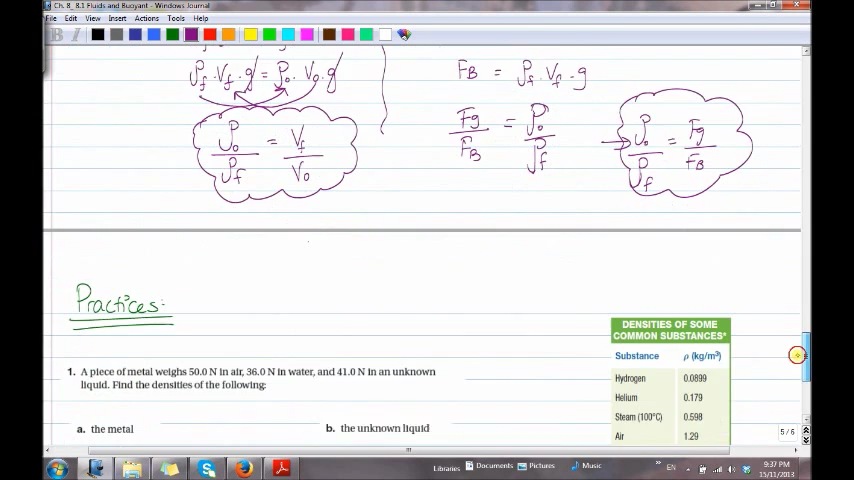 Ch. 8_ 8.1 Fluids and Buoyant - Windows Journal
File Edit View Insert Actions Tools Help
B I
ρf · Vf · g = ρo · Vo · g
FB = ρf · Vf · g
ρo / ρf = Vf / Vo
Fg / FB = ρo / ρf
→ ρo / ρf = Fg / FB
Practices:
DENSITIES OF SOME
COMMON SUBSTANCES*
Substance ρ (kg/m³)
Hydrogen 0.0899
Helium 0.179
Steam (100°C) 0.598
Air 1.29
1. A piece of metal weighs 50.0 N in air, 36.0 N in water, and 41.0 N in an unknown
liquid. Find the densities of the following:
a. the metal
b. the unknown liquid
5 / 6
Libraries Documents Pictures Music » EN 9:37 PM
15/11/2013